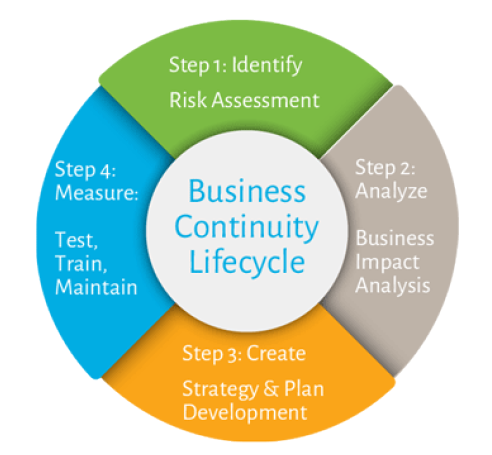 Step 1: Identify
Risk Assessment
Step 2:
Analyze
Business
Impact
Analysis
Step 3: Create
Strategy & Plan
Development
Step 4:
Measure:
Test,
Train,
Maintain
Business
Continuity
Lifecycle